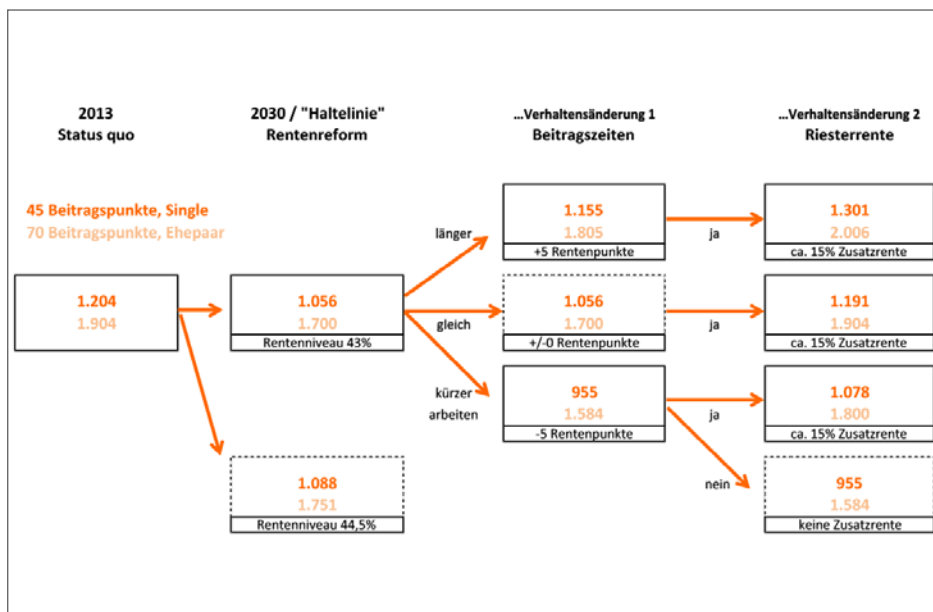 2013
Status quo
2030 / "Haltelinie"
Rentenreform
...Verhaltensänderung 1
Beitragszeiten
...Verhaltensänderung 2
Riesterrente
45 Beitragspunkte, Single
70 Beitragspunkte, Ehepaar
1.204
1.904
1.056
1.700
Rentenniveau 43%
1.088
1.751
Rentenniveau 44,5%
länger
gleich
kürzer
arbeiten
1.155
1.805
+5 Rentenpunkte
1.056
1.700
+/-0 Rentenpunkte
955
1.584
-5 Rentenpunkte
ja
ja
ja
nein
1.301
2.006
ca. 15% Zusatzrente
1.191
1.904
ca. 15% Zusatzrente
1.078
1.800
ca. 15% Zusatzrente
955
1.584
keine Zusatzrente